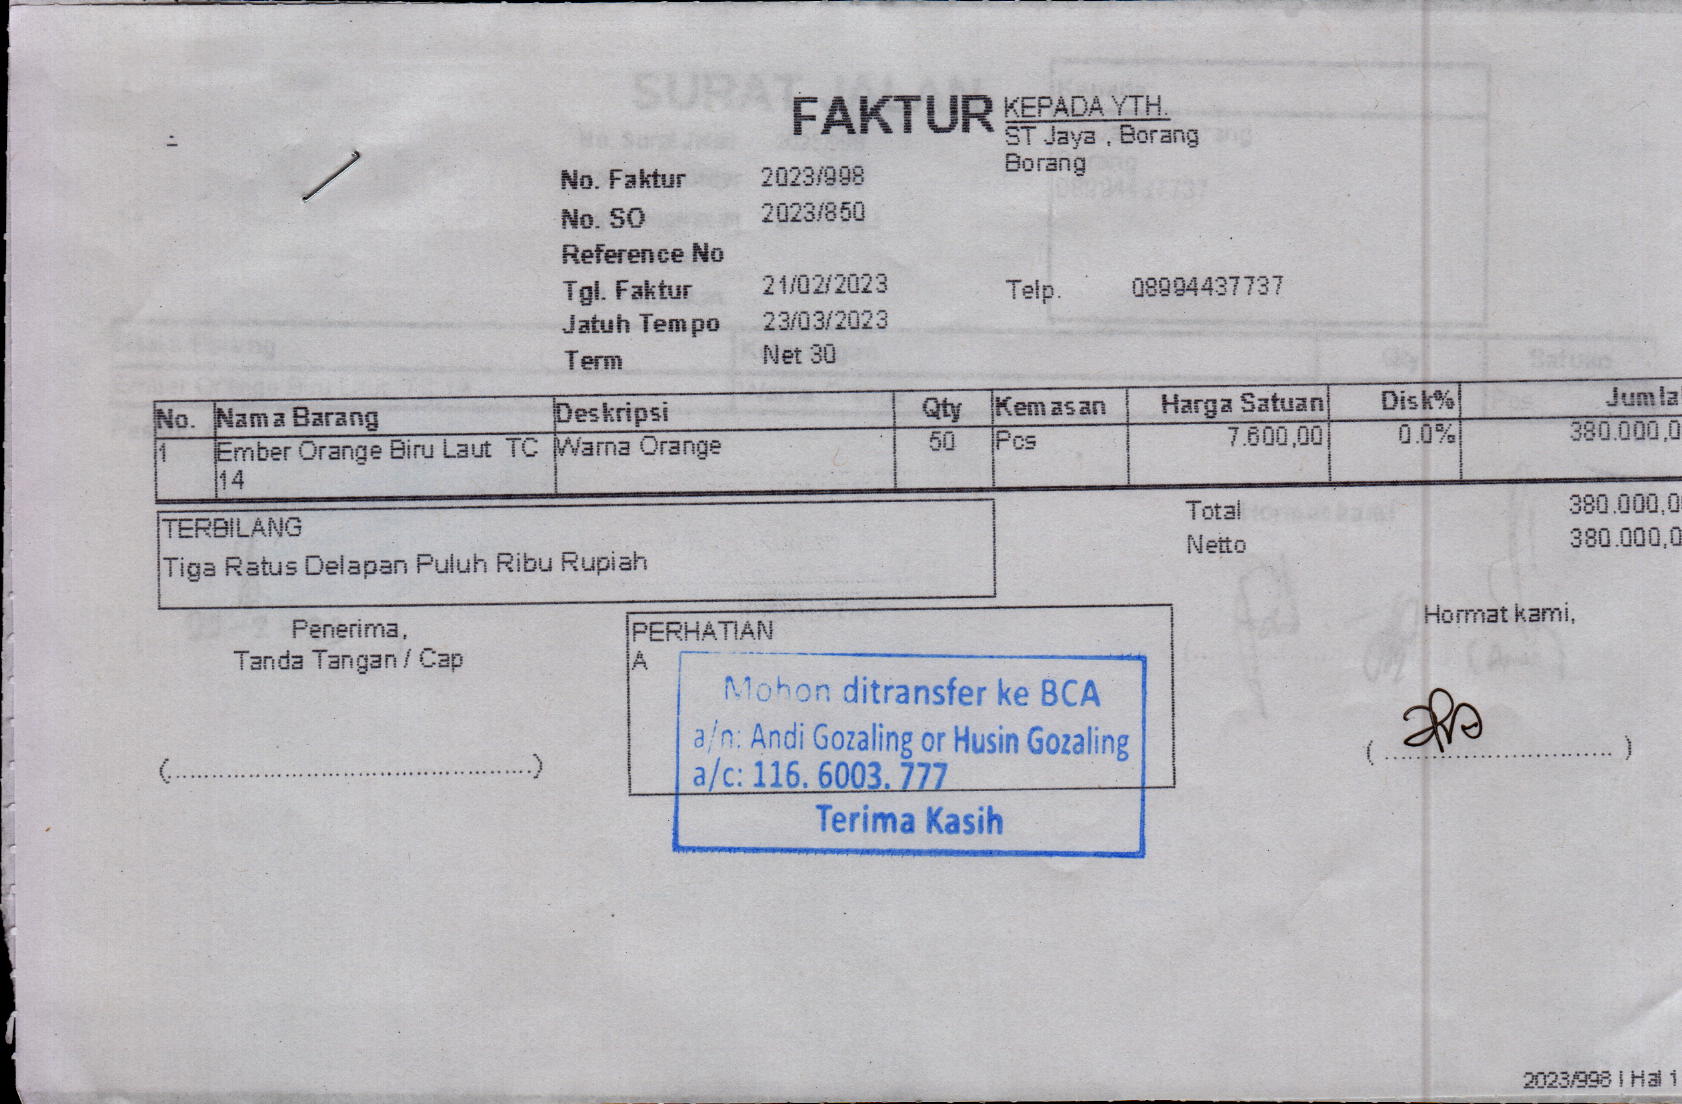 FAKTUR
KEPADA YTH.
ST Jaya , Borang
Borang
No. Faktur 2023/998
No. SO 2023/850
Reference No
Tgl. Faktur 21/02/2023
Telp. 08994437737
Jatuh Tempo 23/03/2023
Term Net 30
No. Nama Barang Deskripsi Qty Kemasan Harga Satuan Disk% Jumla
1 Ember Orange Biru Laut TC Warna Orange 50 Pcs 7.600,00 0.0% 380.000,0
14
Total 380.000,0
Netto 380.000,0
TERBILANG
Tiga Ratus Delapan Puluh Ribu Rupiah
Penerima,
Tanda Tangan / Cap
(..............................................)
PERHATIAN
A
Mohon ditransfer ke BCA
a/n: Andi Gozaling or Husin Gozaling
a/c: 116. 6003. 777
Terima Kasih
Hormat kami,
( ................................ )
2023/998 | Hal 1